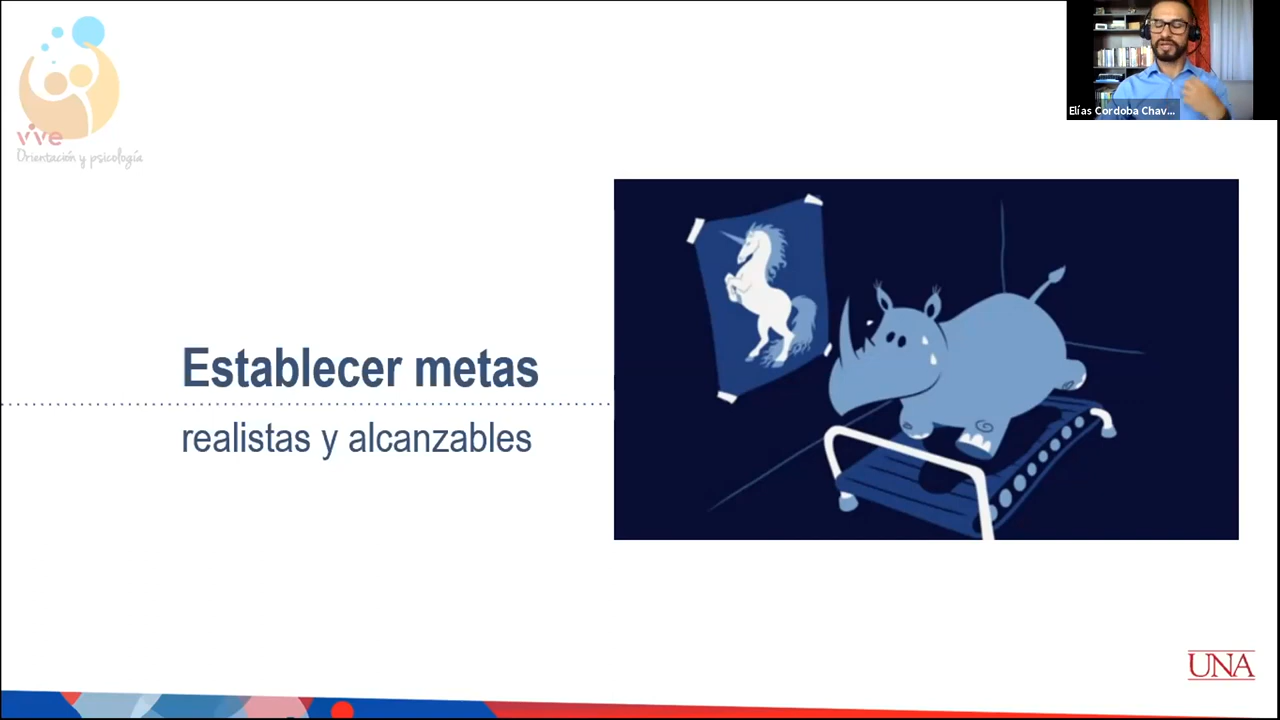 vive
Orientación y psicología
Elías Cordoba Chav...
Establecer metas
realistas y alcanzables
UNA